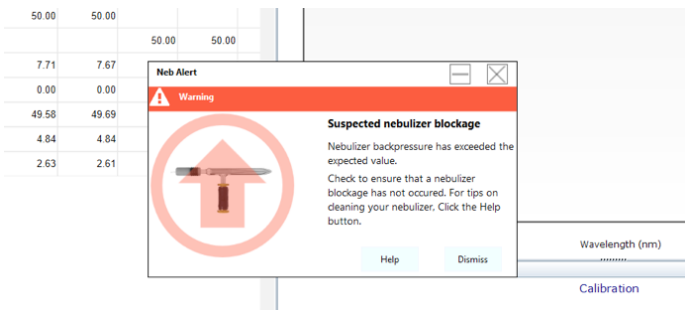 50.00 50.00
50.00 50.00
7.71 7.67
0.00 0.00
49.58 49.69
4.84 4.84
2.63 2.61
Neb Alert
Warning
Suspected nebulizer blockage
Nebulizer backpressure has exceeded the
expected value.
Check to ensure that a nebulizer
blockage has not occured. For tips on
cleaning your nebulizer. Click the Help
button.
Help Dismiss
Wavelength (nm)
Calibration